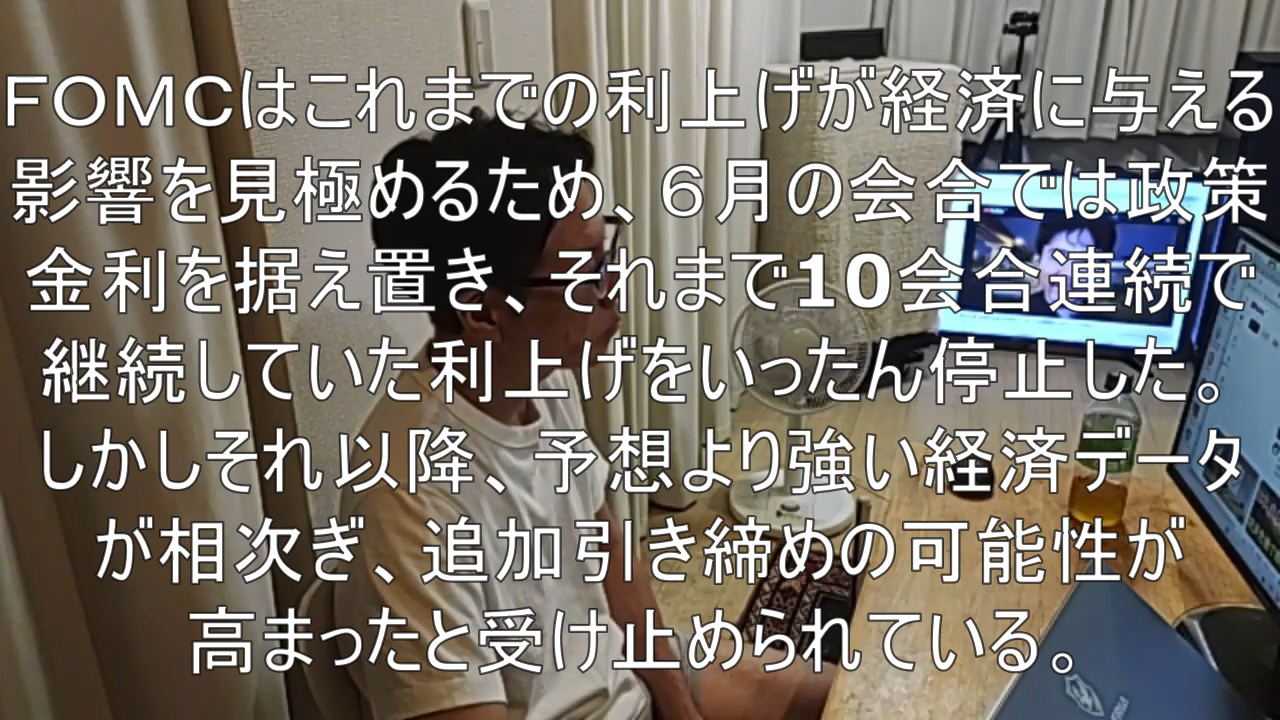 FOMCはこれまでの利上げが経済に与える
影響を見極めるため、６月の会合では政策
金利を据え置き、それまで10会合連続で
継続していた利上げをいったん停止した。
しかしそれ以降、予想より強い経済データ
が相次ぎ、追加引き締めの可能性が
高まったと受け止められている。